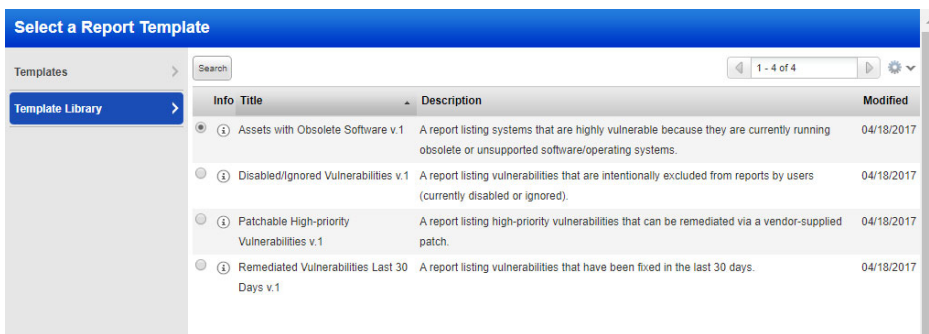 Select a Report Template
Templates
Template Library
Search
1 - 4 of 4
Info Title Description Modified
Assets with Obsolete Software v.1 A report listing systems that are highly vulnerable because they are currently running 04/18/2017
obsolete or unsupported software/operating systems.
Disabled/Ignored Vulnerabilities v.1 A report listing vulnerabilities that are intentionally excluded from reports by users 04/18/2017
(currently disabled or ignored).
Patchable High-priority A report listing high-priority vulnerabilities that can be remediated via a vendor-supplied 04/18/2017
Vulnerabilities v.1 patch.
Remediated Vulnerabilities Last 30 A report listing vulnerabilities that have been fixed in the last 30 days. 04/18/2017
Days v.1